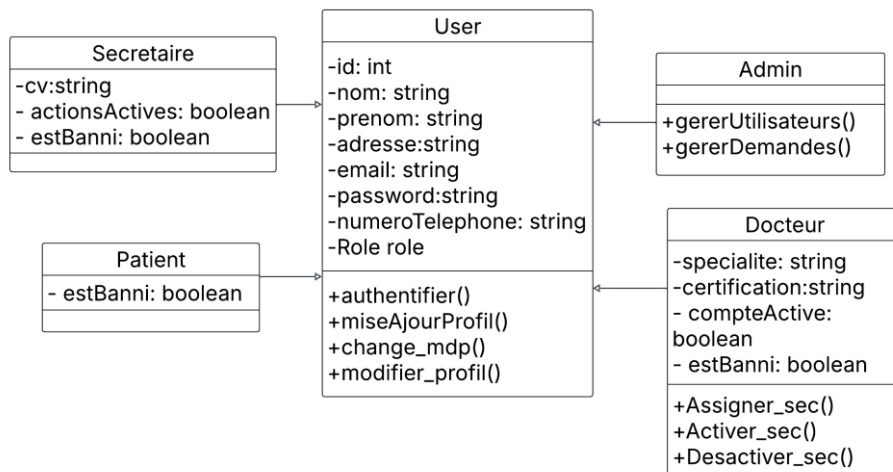 Secretaire
-cv:string
- actionsActives: boolean
- estBanni: boolean
Patient
- estBanni: boolean
User
-id: int
-nom: string
-prenom: string
-adresse:string
-email: string
-password:string
-numeroTelephone: string
-Role role
+authentifier()
+miseAjourProfil()
+change_mdp()
+modifier_profil()
Admin
+gererUtilisateurs()
+gererDemandes()
Docteur
-specialite: string
-certification:string
- compteActive:
boolean
- estBanni: boolean
+Assigner_sec()
+Activer_sec()
+Desactiver_sec()